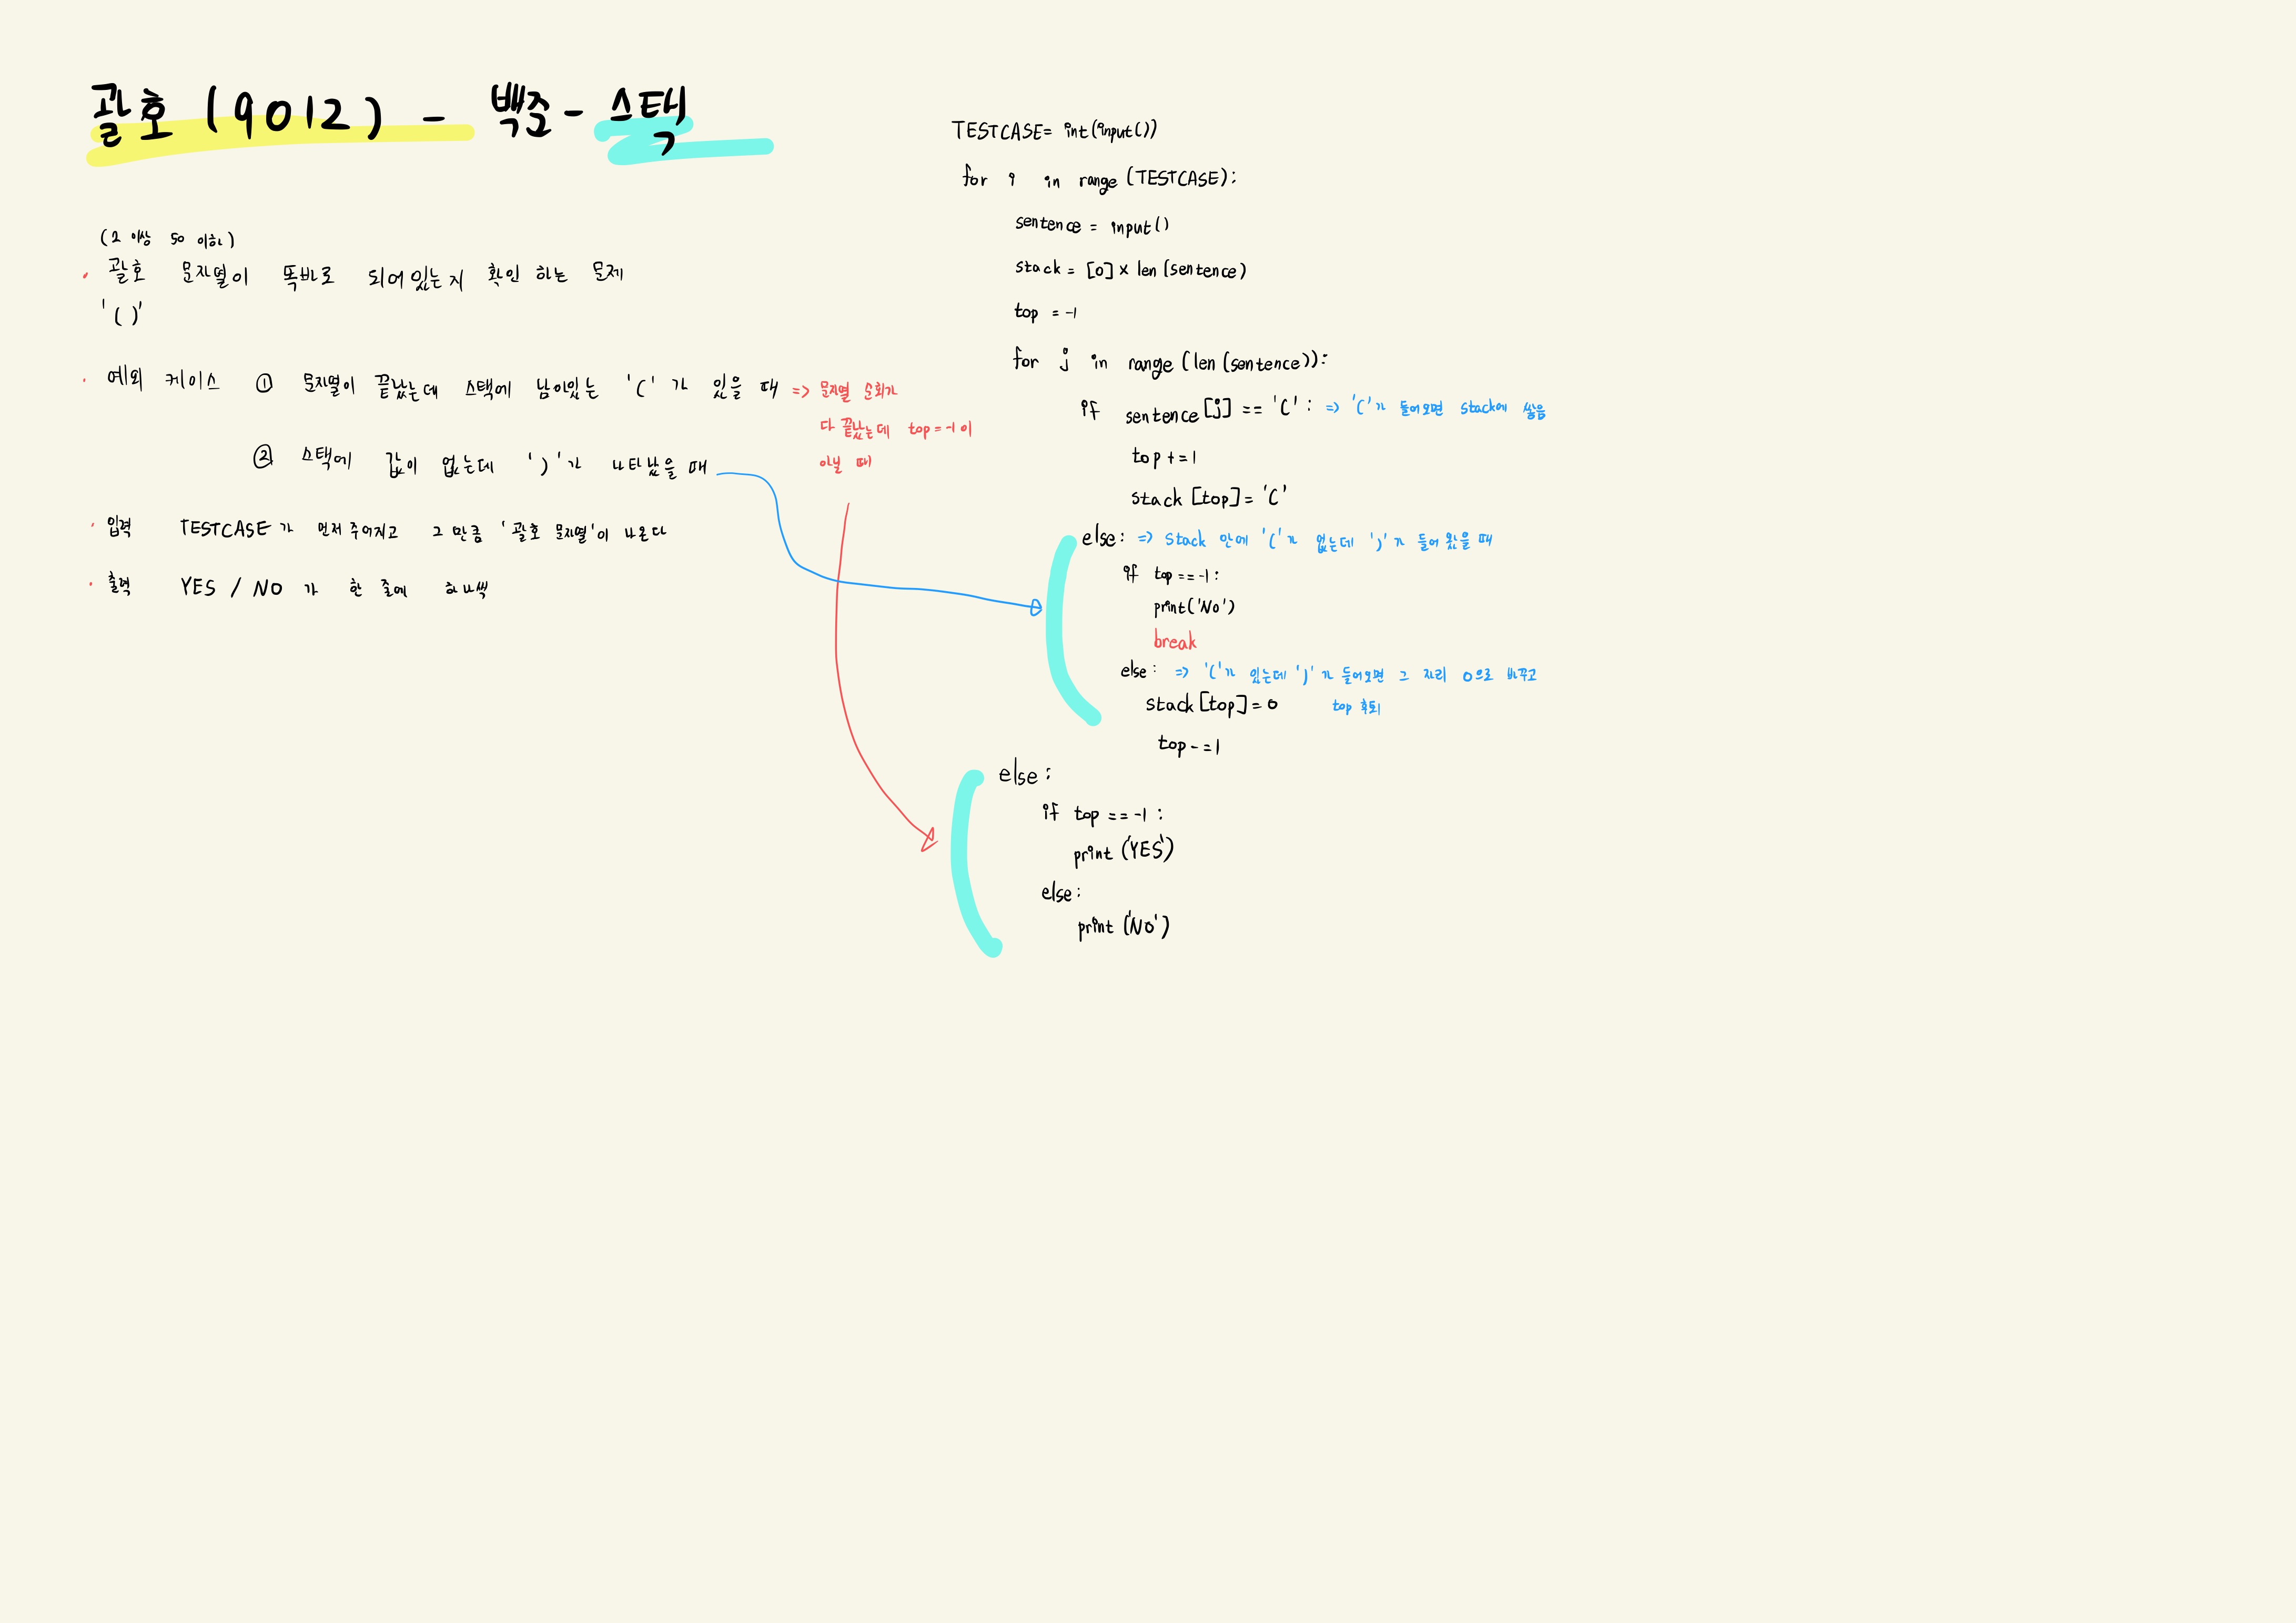 괄호 (9012) - 백준 - 스택
(2 이상 50 이하)
· 괄호 문자열이 똑바로 되어있는지 확인 하는 문제
'( )'
· 예외 케이스 ① 문자열이 끝났는데 스택에 남아있는 '(' 가 있을 때 => 문자열 순회가
다 끝났는데 top = -1 이
아닐 때
② 스택에 값이 없는데 ')' 가 나타났을 때
· 입력 TESTCASE 가 먼저 주어지고 그 만큼 '괄호 문자열'이 나온다
· 출력 YES / NO 가 한 줄에 하나씩
TESTCASE = int(input())
for i in range (TESTCASE):
sentence = input()
stack = [0] × len(sentence)
top = -1
for j in range (len (sentence)):
if sentence [j] == '(' : => '('가 들어오면 stack에 쌓음
top += 1
stack [top] = '('
else: => stack 안에 '('가 없는데 ')'가 들어왔을 때
if top == -1:
print('No')
break
else: => '('가 있는데 ')'가 들어오면 그 자리 0으로 바꾸고
stack [top] = 0 top 후퇴
top -= 1
else:
if top == -1 :
print ('YES')
else:
print ('No')